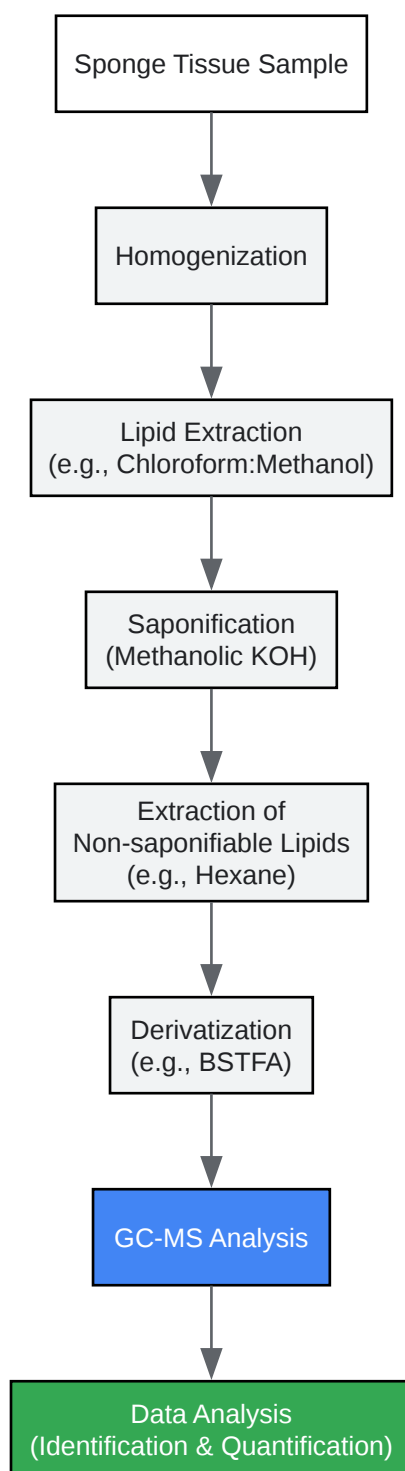 Sponge Tissue Sample
Homogenization
Lipid Extraction
(e.g., Chloroform:Methanol)
Saponification
(Methanolic KOH)
Extraction of
Non-saponifiable Lipids
(e.g., Hexane)
Derivatization
(e.g., BSTFA)
GC-MS Analysis
Data Analysis
(Identification & Quantification)